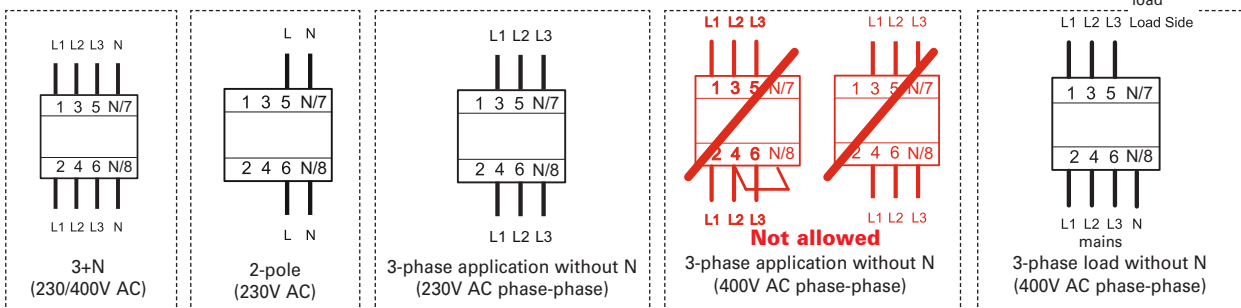 L1 L2 L3 N
1 3 5 N/7
2 4 6 N/8
L1 L2 L3 N
3+N
(230/400V AC)
L N
1 3 5 N/7
2 4 6 N/8
L N
2-pole
(230V AC)
L1 L2 L3
1 3 5 N/7
2 4 6 N/8
L1 L2 L3
3-phase application without N
(230V AC phase-phase)
L1 L2 L3
1 3 5 N/7
2 4 6 N/8
L1 L2 L3
L1 L2 L3
1 3 5 N/7
2 4 6 N/8
L1 L2 L3
Not allowed
3-phase application without N
(400V AC phase-phase)
load
L1 L2 L3 Load Side
1 3 5 N/7
2 4 6 N/8
L1 L2 L3 N
mains
3-phase load without N
(400V AC phase-phase)